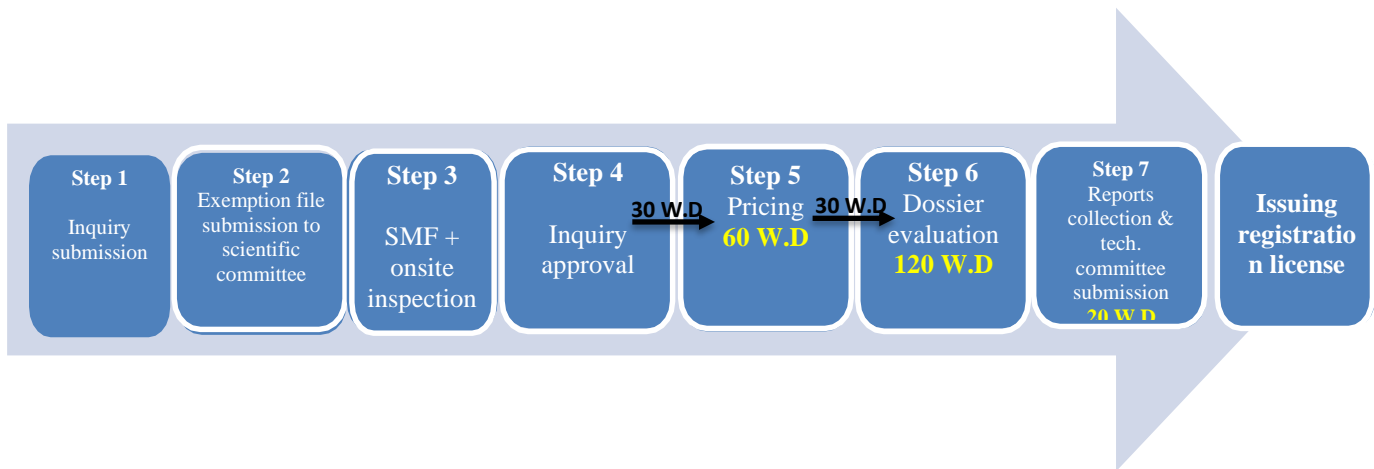 Step 1
Inquiry
submission
Step 2
Exemption file
submission to
scientific
committee
Step 3
SMF +
onsite
inspection
Step 4
Inquiry
approval
30 W.D
Step 5
Pricing
60 W.D
30 W.D
Step 6
Dossier
evaluation
120 W.D
Step 7
Reports
collection &
tech.
committee
submission
20 W.D
Issuing
registratio
n license